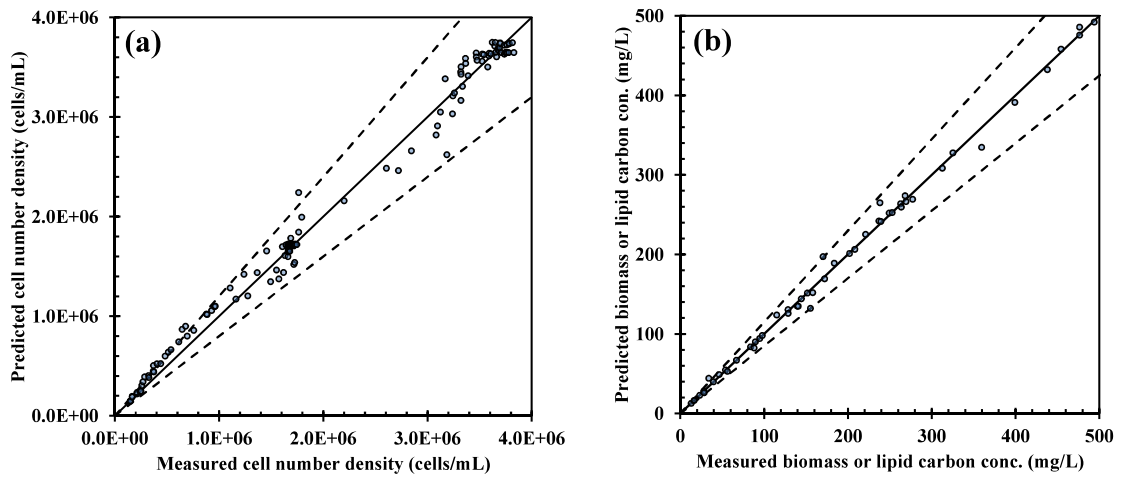 (a)
Predicted cell number density (cells/mL)
4.0E+06
3.0E+06
2.0E+06
1.0E+06
0.0E+00
0.0E+00 1.0E+06 2.0E+06 3.0E+06 4.0E+06
Measured cell number density (cells/mL)
(b)
Predicted biomass or lipid carbon con. (mg/L)
500
400
300
200
100
0
0 100 200 300 400 500
Measured biomass or lipid carbon conc. (mg/L)